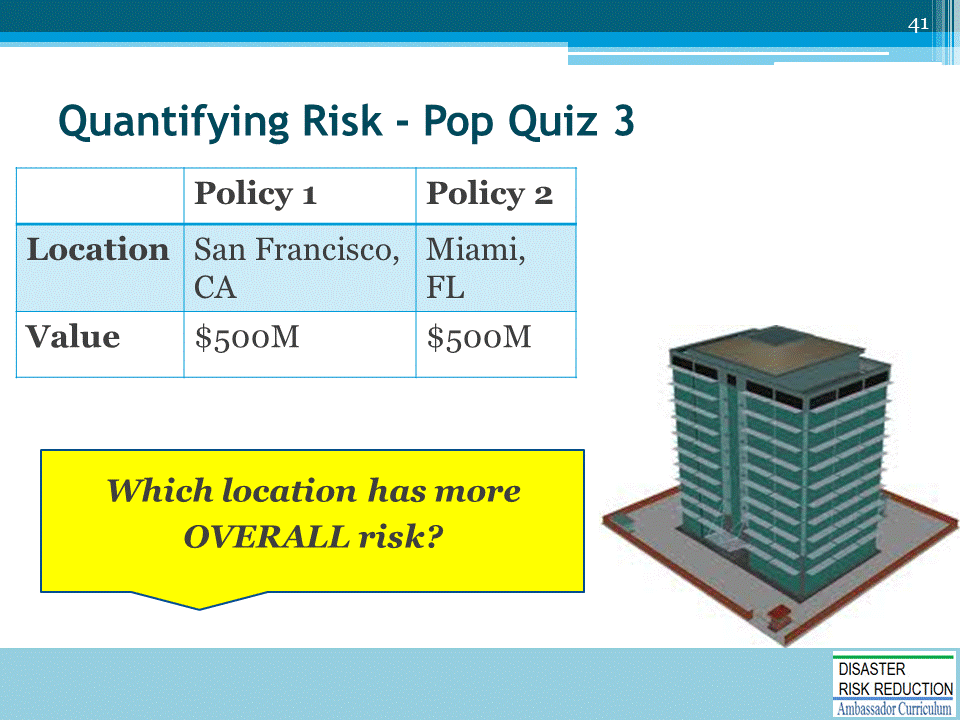 41
Quantifying Risk - Pop Quiz 3
Policy 1 Policy 2
Location San Francisco, CA Miami, FL
Value $500M $500M
Which location has more
OVERALL risk?
DISASTER
RISK REDUCTION
Ambassador Curriculum